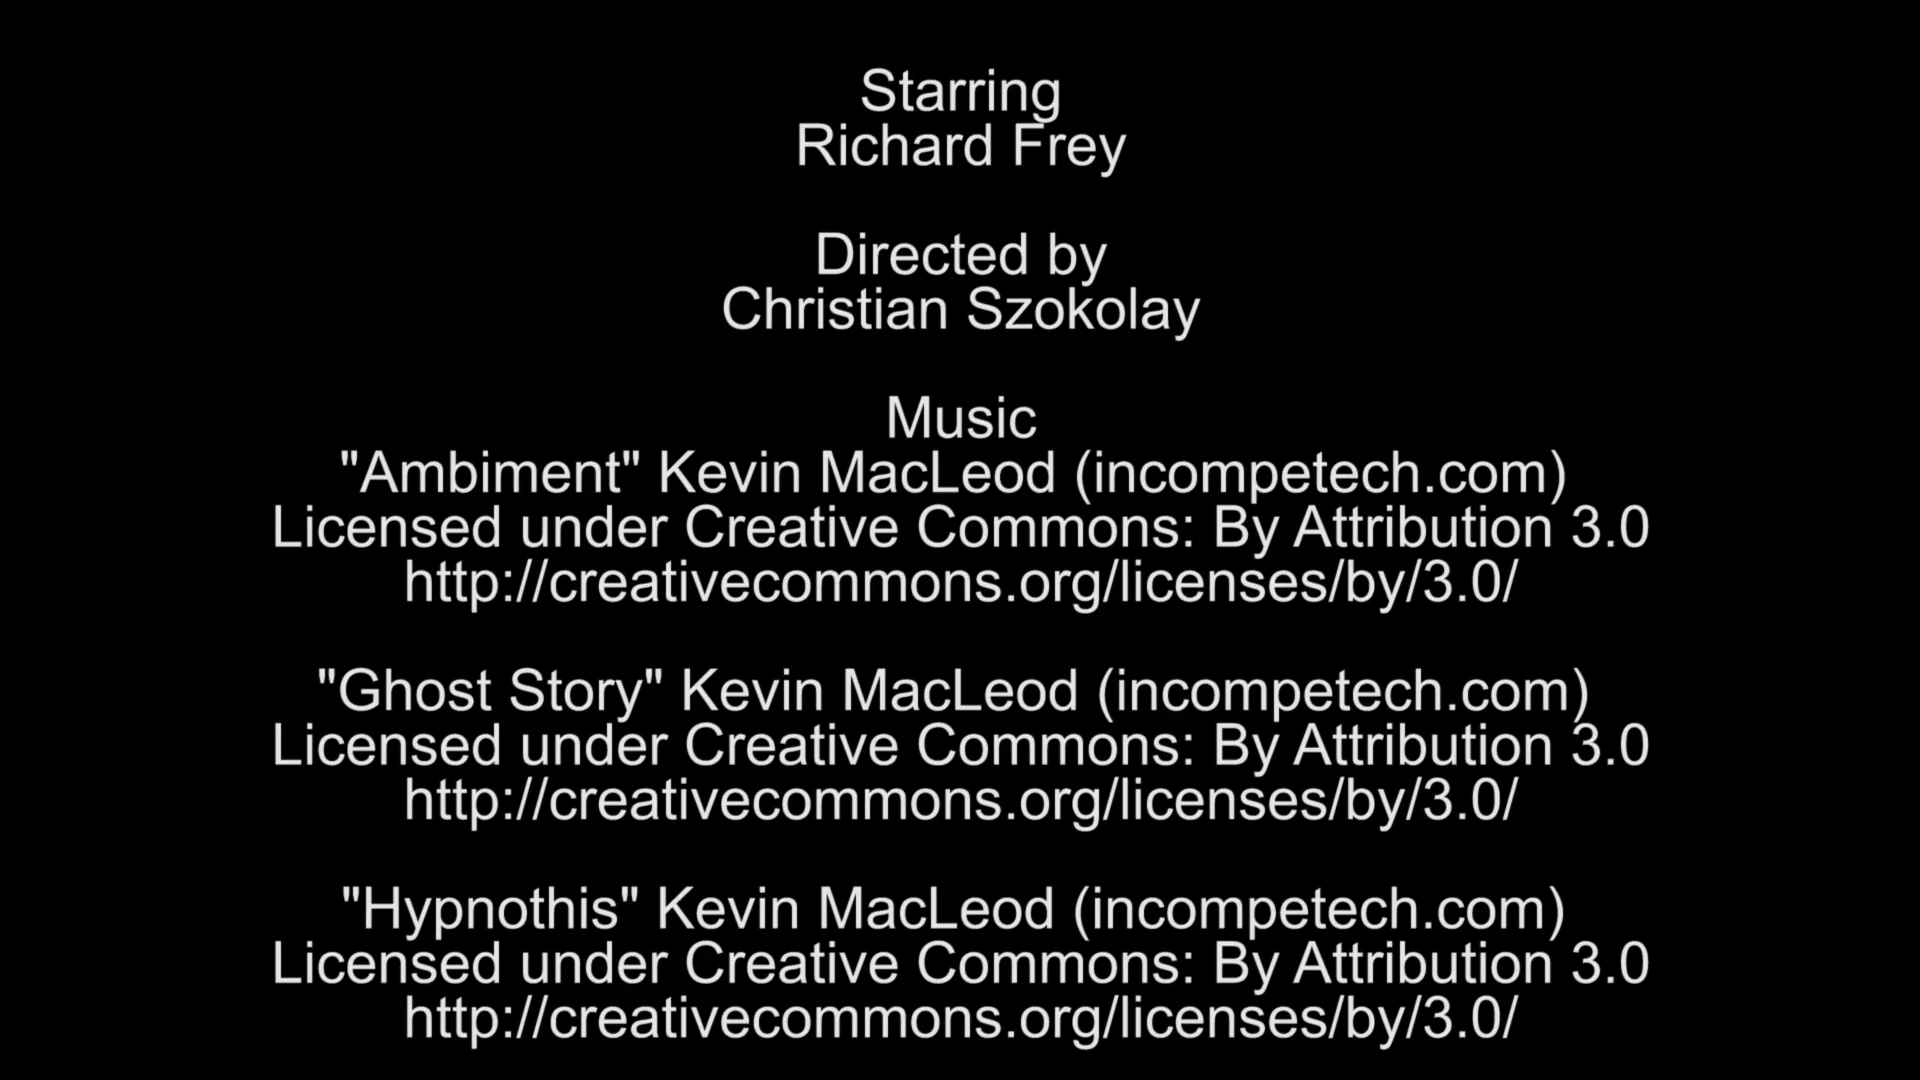 Starring
Richard Frey
Directed by
Christian Szokolay
Music
"Ambiment" Kevin MacLeod (incompetech.com)
Licensed under Creative Commons: By Attribution 3.0
http://creativecommons.org/licenses/by/3.0/
"Ghost Story" Kevin MacLeod (incompetech.com)
Licensed under Creative Commons: By Attribution 3.0
http://creativecommons.org/licenses/by/3.0/
"Hypnothis" Kevin MacLeod (incompetech.com)
Licensed under Creative Commons: By Attribution 3.0
http://creativecommons.org/licenses/by/3.0/